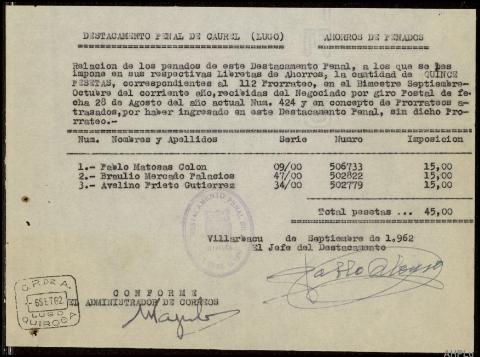 DESTACAMENTO PENAL DE CAUREL (LUGO) AHORROS DE PENADOS
Relacion de los penados de este Destacamento Penal, a los que se les
impone en sus respectivas Libretas de Ahorros, la cantidad de QUINCE
PESETAS, correspondientes al 112 Prorrateo, en el Bimestre Septiembre-
Octubre del corriente año,recibidas del Negociado por giro Postal de fe
cha 28 de Agosto del año actual Num. 424 y en concepto de Prorrateos a-
trasados,por haber ingresado en este Destacamento Penal, sin dicho Pro-
rrateo.-
Num. Nombres y Apellidos Serie Numro Imposicion
1.- Pablo Matosas Colon 09/00 506733 15,00
2.- Braulio Mercado Palacios 47/00 502822 15,00
3.- Avelino Prieto Gutierrez 34/00 502779 15,00
Total pesetas ... 45,00
Villarbacu de Septiembre de 1.962
El Jefe del Destacamento
Pablo Alonso
CONFORME
EL ADMINISTRADOR DE CORREOS
6 SET.62
LUGO
QUIROGA